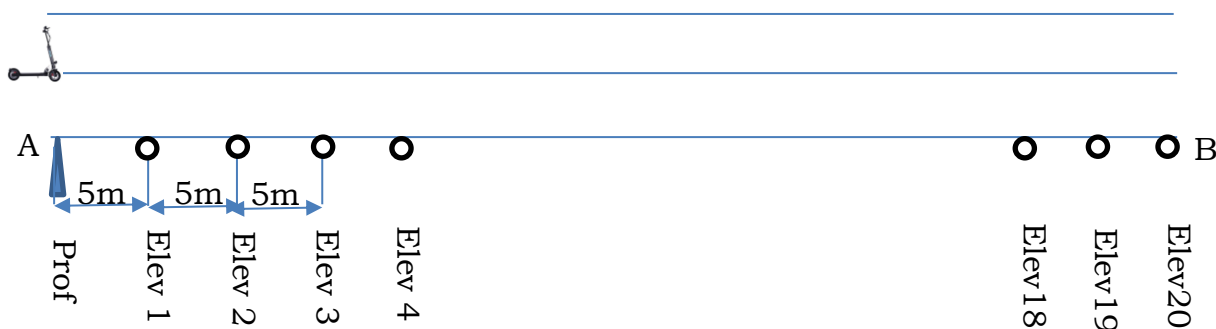 A
B
5m
5m
5m
Prof
Elev 1
Elev 2
Elev 3
Elev 4
Elev18
Elev19
Elev20